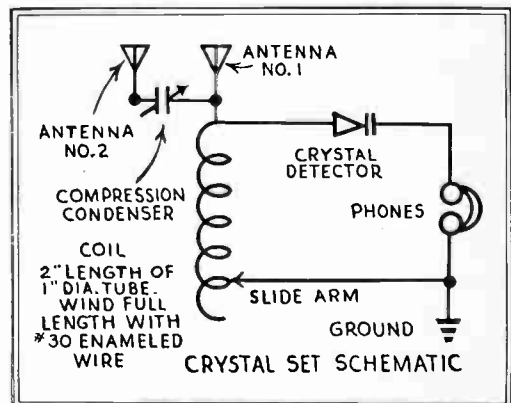 ANTENNA
NO.1
ANTENNA
NO.2
CRYSTAL
DETECTOR
COMPRESSION
CONDENSER
PHONES
COIL
2" LENGTH OF
1" DIA. TUBE.
WIND FULL
LENGTH WITH
#30 ENAMELED
WIRE
SLIDE ARM
GROUND
CRYSTAL SET SCHEMATIC